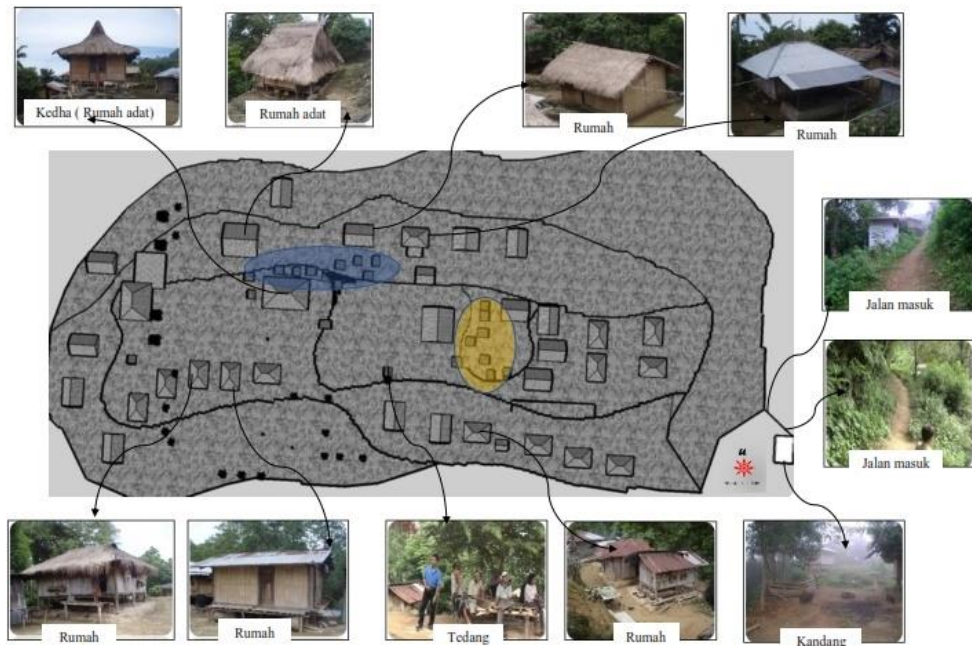 Kedha ( Rumah adat)
Rumah adat
Rumah
Rumah
Jalan masuk
Jalan masuk
u
Rumah
Rumah
Tedang
Rumah
Kandang